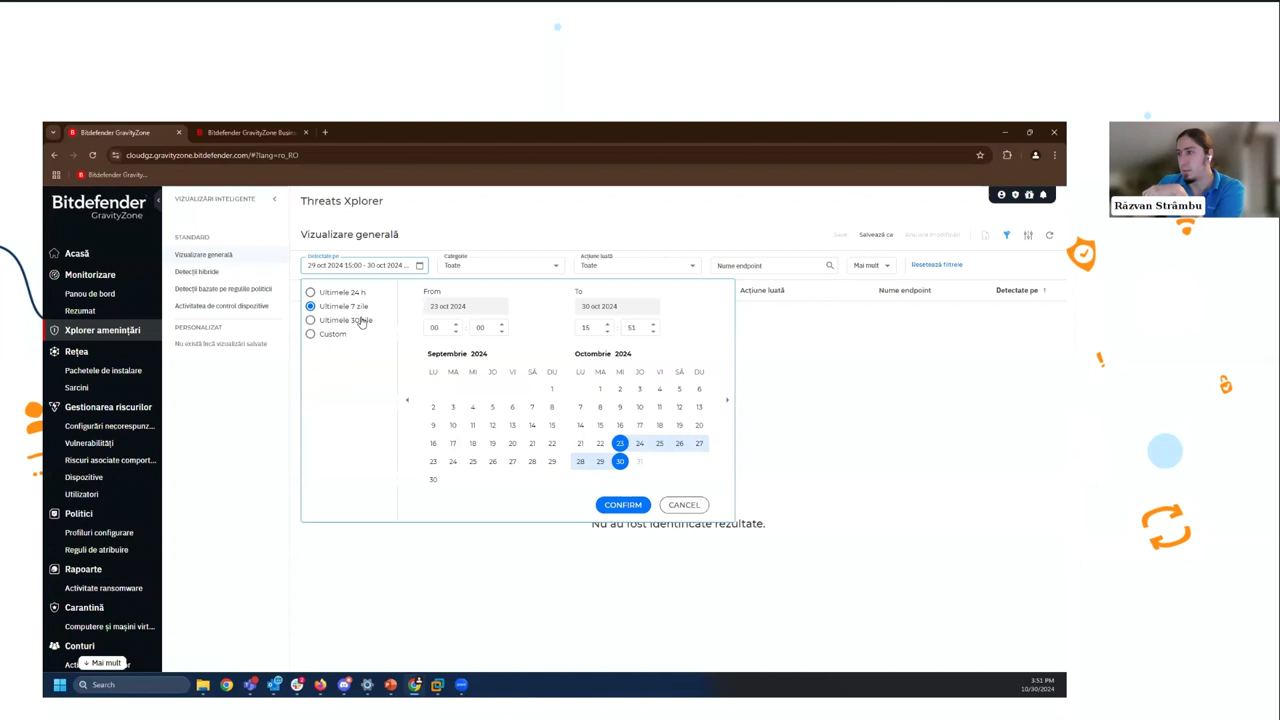 Bitdefender GravityZone
Bitdefender GravityZone Busin
cloudgz.gravityzone.bitdefender.com/#?lang=ro_RO
Bitdefender Gravity...
Bitdefender
GravityZone
Acasă
Monitorizare
Panou de bord
Rezumat
Xplorer amenințări
Rețea
Pachetele de instalare
Sarcini
Gestionarea riscurilor
Configurări necorespunz...
Vulnerabilități
Riscuri asociate comport...
Dispozitive
Utilizatori
Politici
Profiluri configurare
Reguli de atribuire
Rapoarte
Activitate ransomware
Carantină
Computere și mașini virt...
Conturi
Mai mult
VIZUALIZĂRI INTELIGENTE
STANDARD
Vizualizare generală
Detecții hibride
Detecții bazate pe regulile politicii
Activitatea de control dispozitive
PERSONALIZAT
Nu există încă vizualizări salvate
Threats Xplorer
Vizualizare generală
Salvează ca
Anulare modificări
Detectate pe
29 oct 2024 15:00 - 30 oct 2024 ...
Categorie
Toate
Acțiune luată
Toate
Nume endpoint
Mai mult
Resetează filtrele
Acțiune luată
Nume endpoint
Detectate pe
Ultimele 24 h
Ultimele 7 zile
Ultimele 30 zile
Custom
From
23 oct 2024
00 : 00
To
30 oct 2024
15 : 51
Septembrie 2024
LU MA MI JO VI SÂ DU
1
2 3 4 5 6 7 8
9 10 11 12 13 14 15
16 17 18 19 20 21 22
23 24 25 26 27 28 29
30
Octombrie 2024
LU MA MI JO VI SÂ DU
1 2 3 4 5 6
7 8 9 10 11 12 13
14 15 16 17 18 19 20
21 22 23 24 25 26 27
28 29 30 31
CONFIRM
CANCEL
Nu au fost identificate rezultate.
Search
3:51 PM
10/30/2024
Răzvan Strâmbu